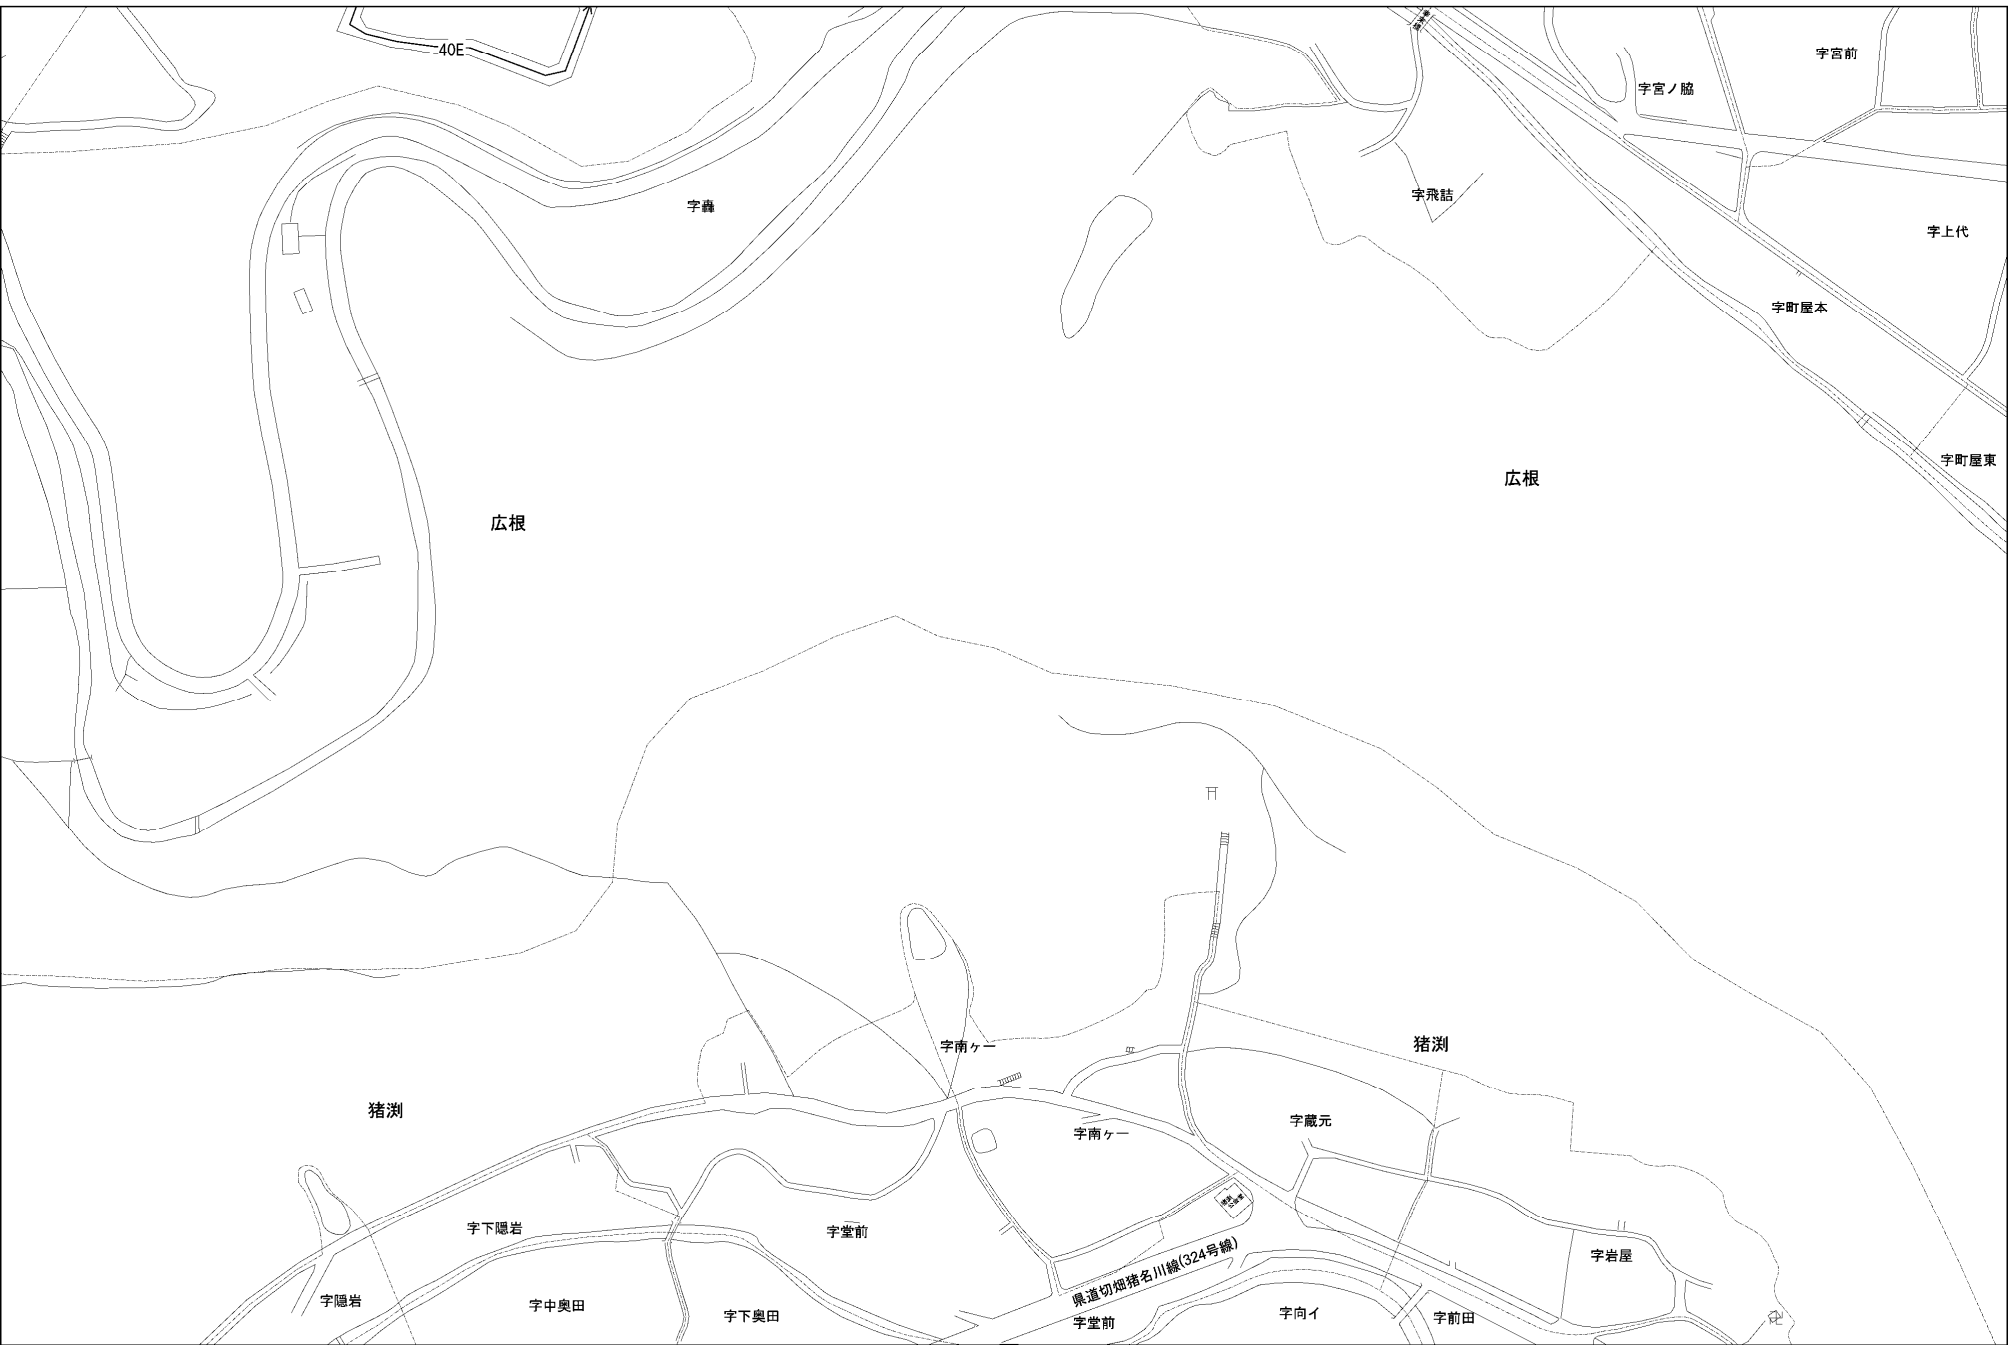 40E
字宮前
字宮ノ脇
字轟
字飛詰
字上代
字町屋本
字町屋東
広根
広根
字南ヶ一
猪渕
猪渕
字蔵元
字南ヶ一
字下隠岩
字堂前
字岩屋
県道切畑猪名川線(324号線)
字隠岩
字中奥田
字下奥田
字堂前
字向イ
字前田